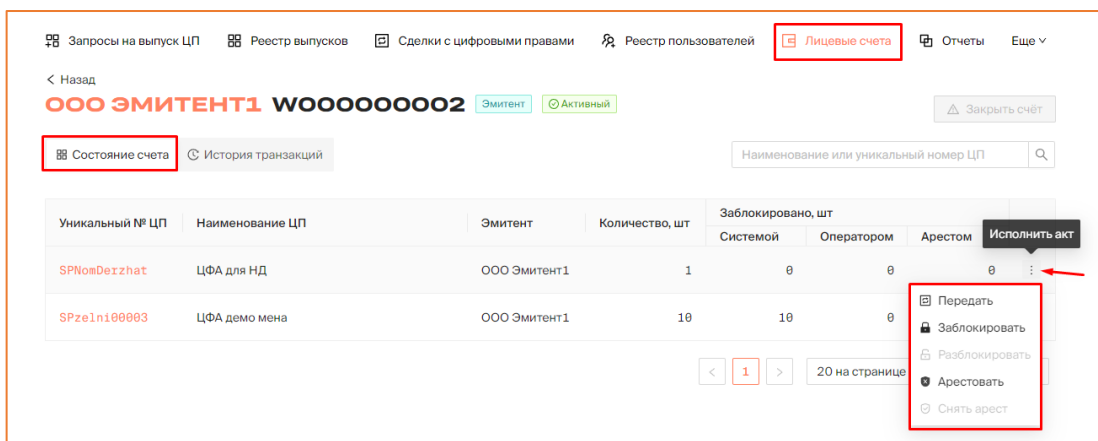 Запросы на выпуск ЦП Реестр выпусков Сделки с цифровыми правами Реестр пользователей Лицевые счета Отчеты Еще
Назад
ООО ЭМИТЕНТ1 W000000002 Эмитент Активный Закрыть счёт
Состояние счета История транзакций Наименование или уникальный номер ЦП
Уникальный № ЦП Наименование ЦП Эмитент Количество, шт Заблокировано, шт
Системой Оператором Арестом Исполнить акт
SPNomDerzhat ЦФА для НД ООО Эмитент1 1 0 0 0
Передать
SPzelni00003 ЦФА демо мена ООО Эмитент1 10 10 0
Заблокировать
Разблокировать
1 20 на странице
Арестовать
Снять арест